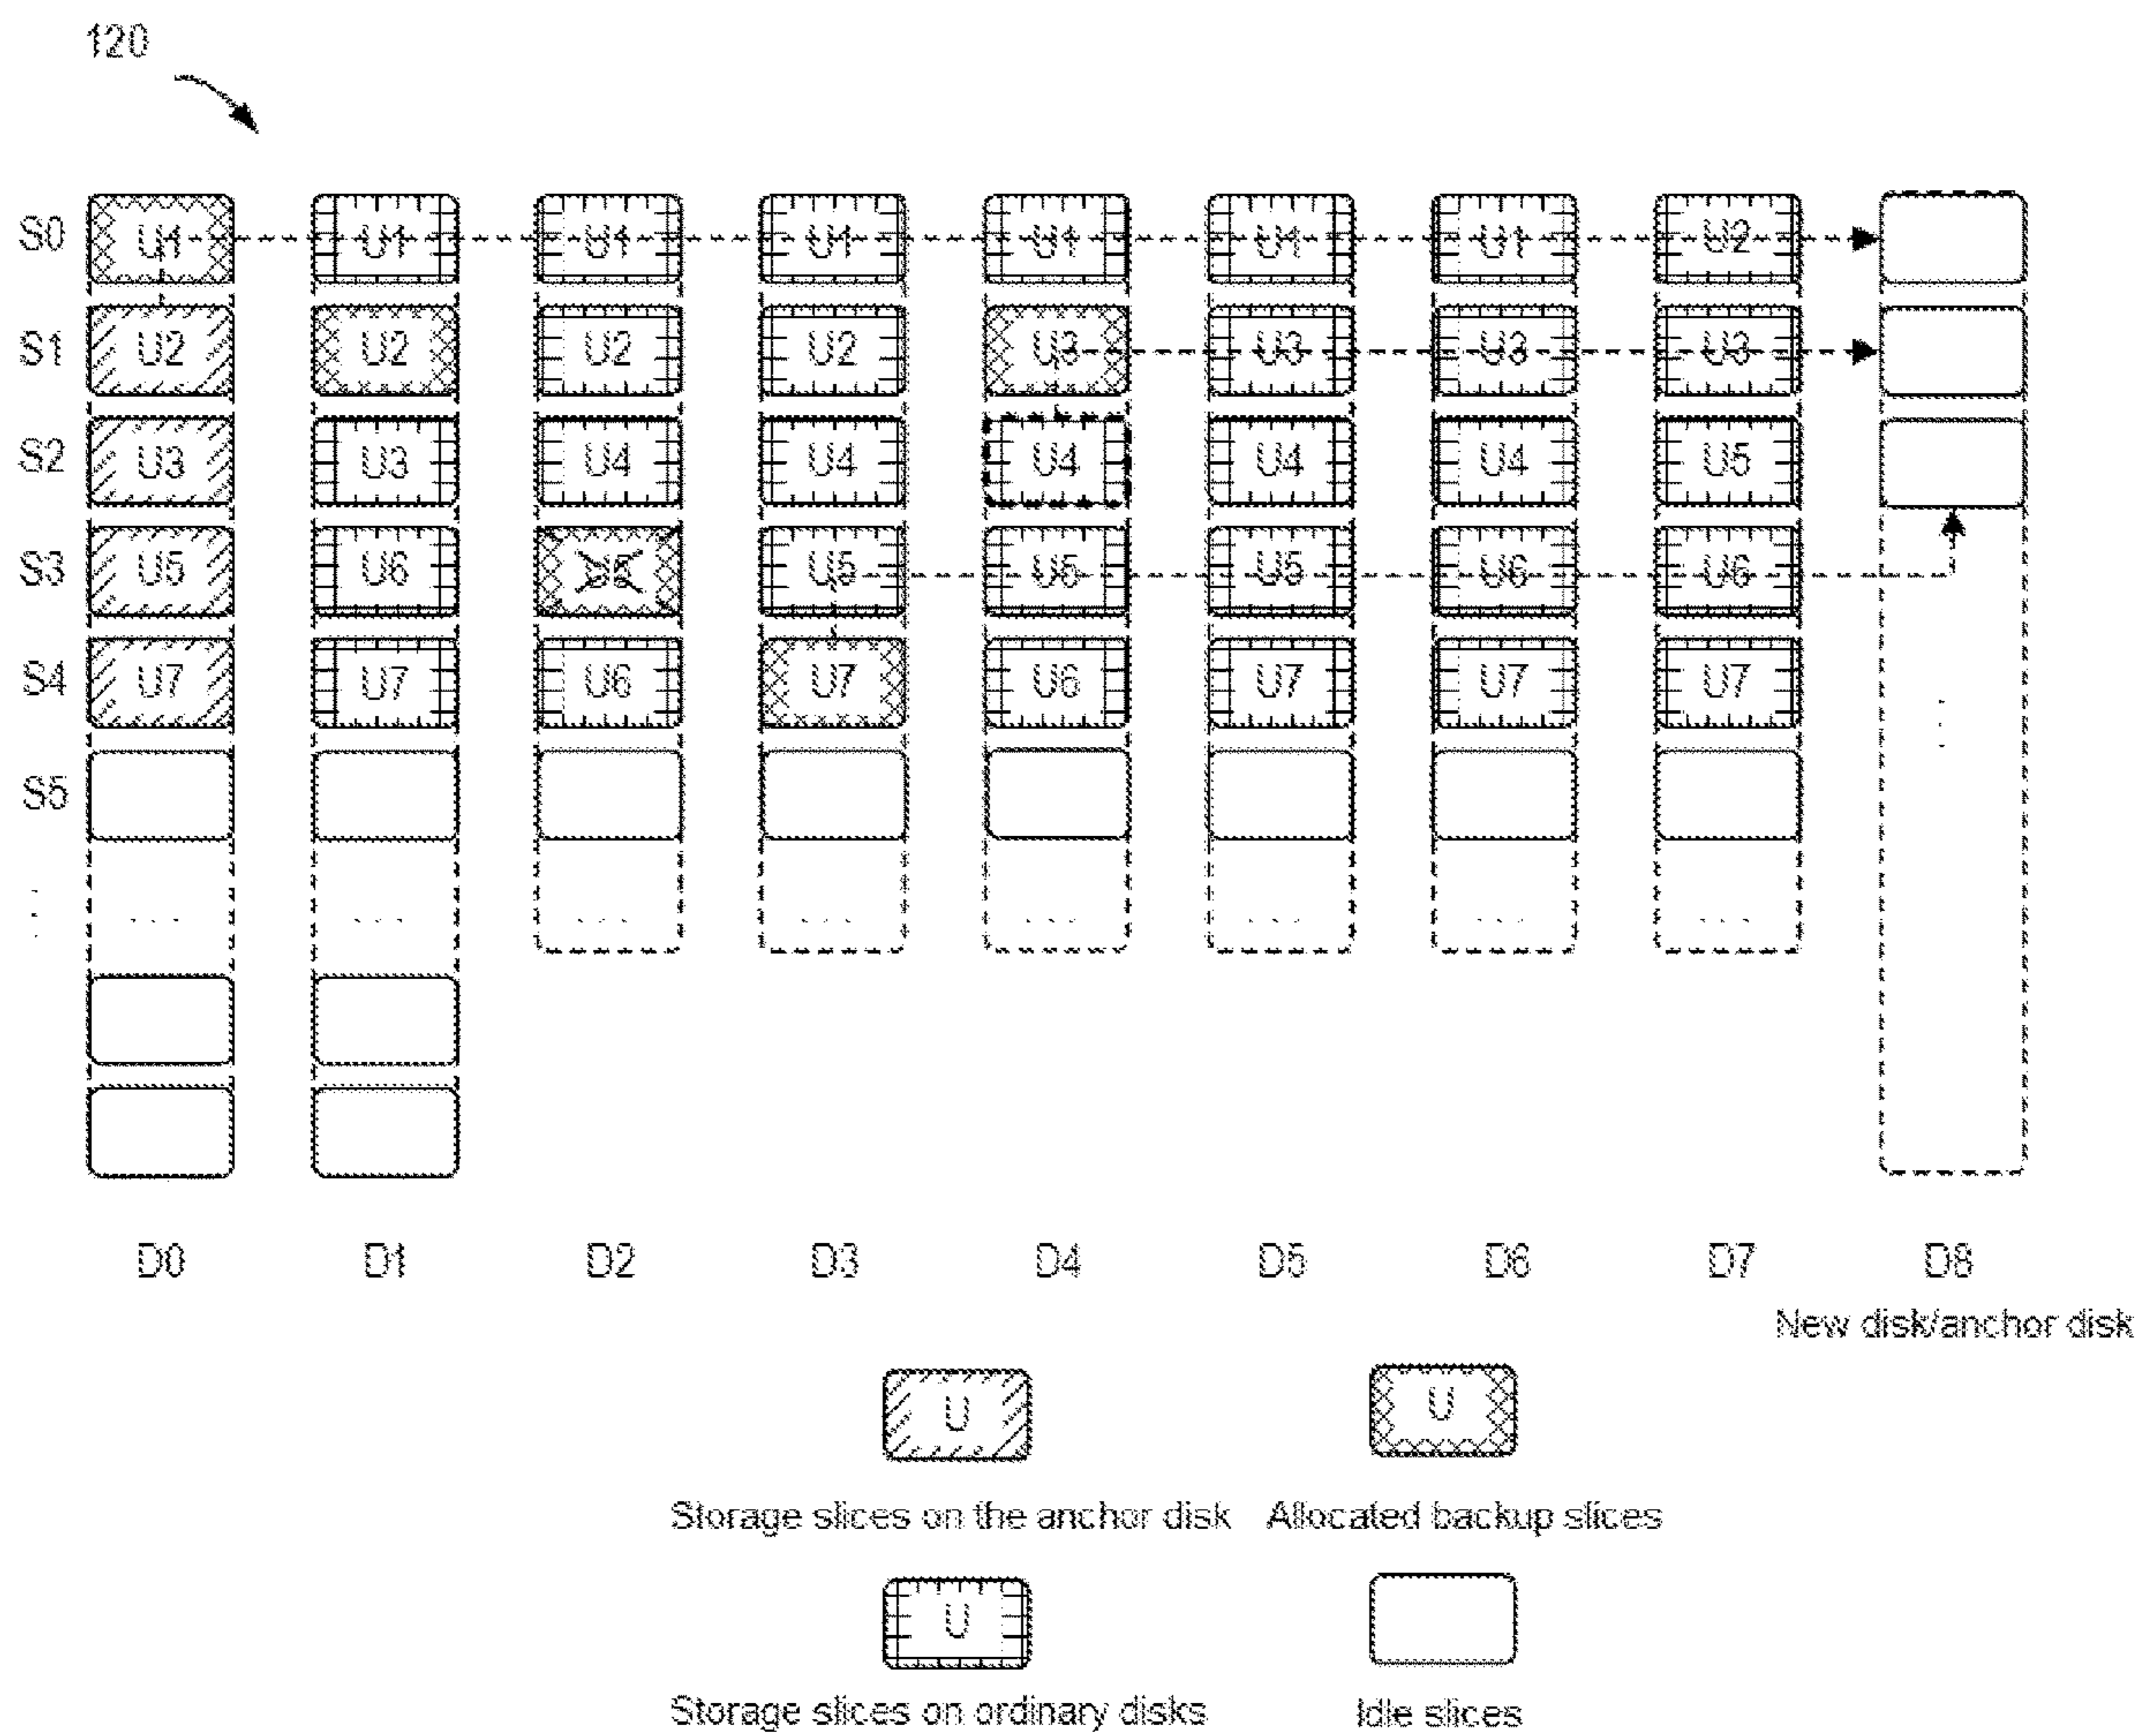 120
S0 U1 U1 U1 U1 U1 U1 U1 U2
S1 U2 U2 U2 U2 U3 U3 U3 U3
S2 U3 U3 U4 U4 U4 U4 U4 U5
S3 U5 U6 U5 U5 U5 U6 U6
S4 U7 U7 U6 U7 U6 U7 U7 U7
S5
D0 D1 D2 D3 D4 D5 D6 D7 D8
New disk/anchor disk
U U
Storage slices on the anchor disk Allocated backup slices
U
Storage slices on ordinary disks Idle slices